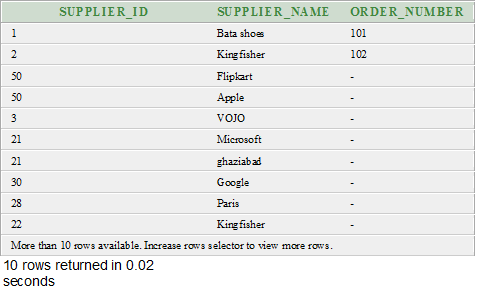 SUPPLIER_ID SUPPLIER_NAME ORDER_NUMBER
1 Bata shoes 101
2 Kingfisher 102
50 Flipkart -
50 Apple -
3 VOJO -
21 Microsoft -
21 ghaziabad -
30 Google -
28 Paris -
22 Kingfisher -
More than 10 rows available. Increase rows selector to view more rows.
10 rows returned in 0.02
seconds